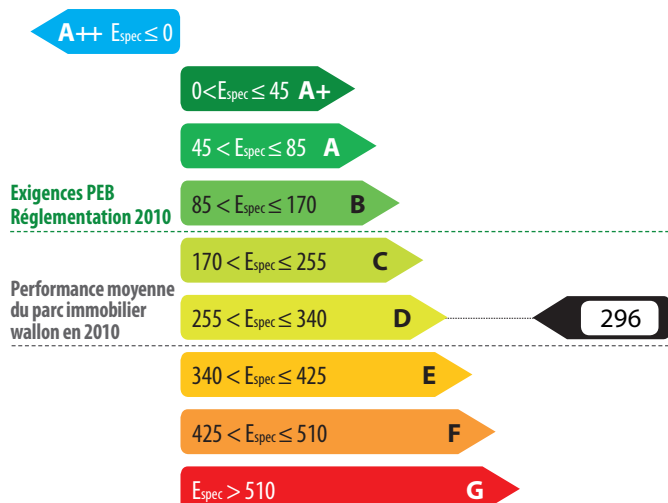 A++ Espec ≤ 0
0<Espec ≤ 45 A+
45 < Espec ≤ 85 A
Exigences PEB
Réglementation 2010
85 < Espec ≤ 170 B
170 < Espec ≤ 255 C
Performance moyenne
du parc immobilier
wallon en 2010
255 < Espec ≤ 340 D
296
340 < Espec ≤ 425 E
425 < Espec ≤ 510 F
Espec > 510 G